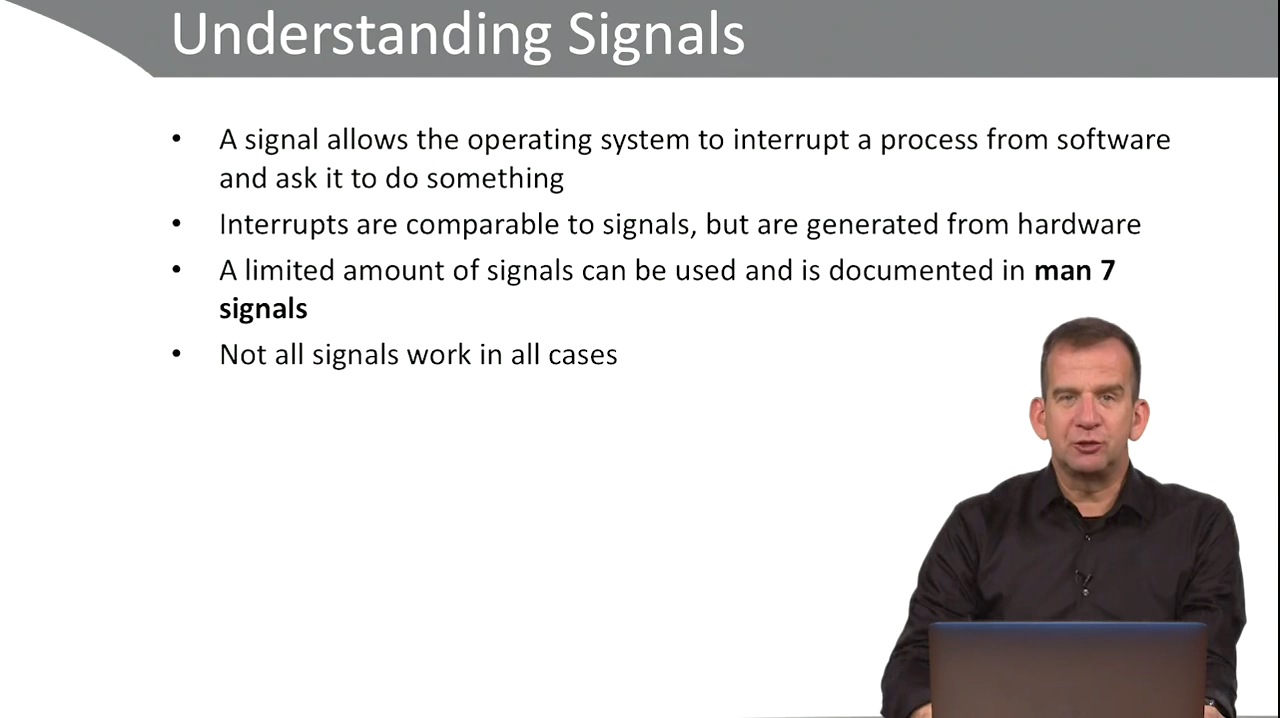 Understanding Signals
• A signal allows the operating system to interrupt a process from software
and ask it to do something
• Interrupts are comparable to signals, but are generated from hardware
• A limited amount of signals can be used and is documented in man 7
signals
• Not all signals work in all cases